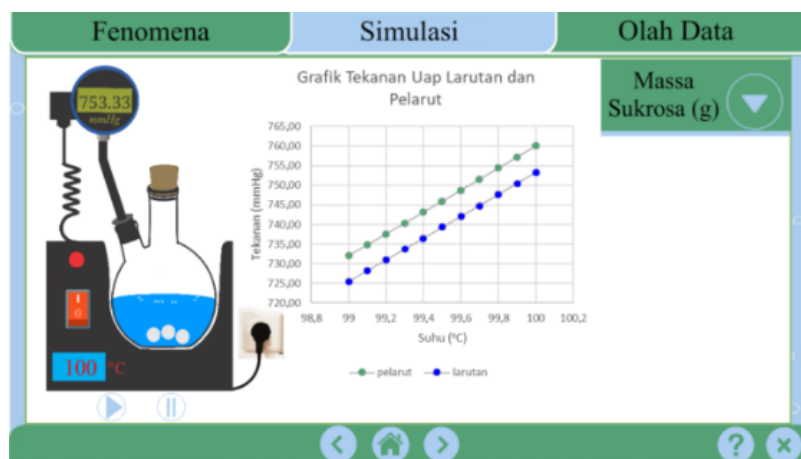 Fenomena
Simulasi
Olah Data
753.33
mmHg
Grafik Tekanan Uap Larutan dan
Pelarut
Massa
Sukrosa (g)
Tekanan (mmHg)
765,00
760,00
755,00
750,00
745,00
740,00
735,00
730,00
725,00
720,00
98,8 99 99,2 99,4 99,6 99,8 100 100,2
Suhu (°C)
pelarut larutan
I
0
100 °C
?